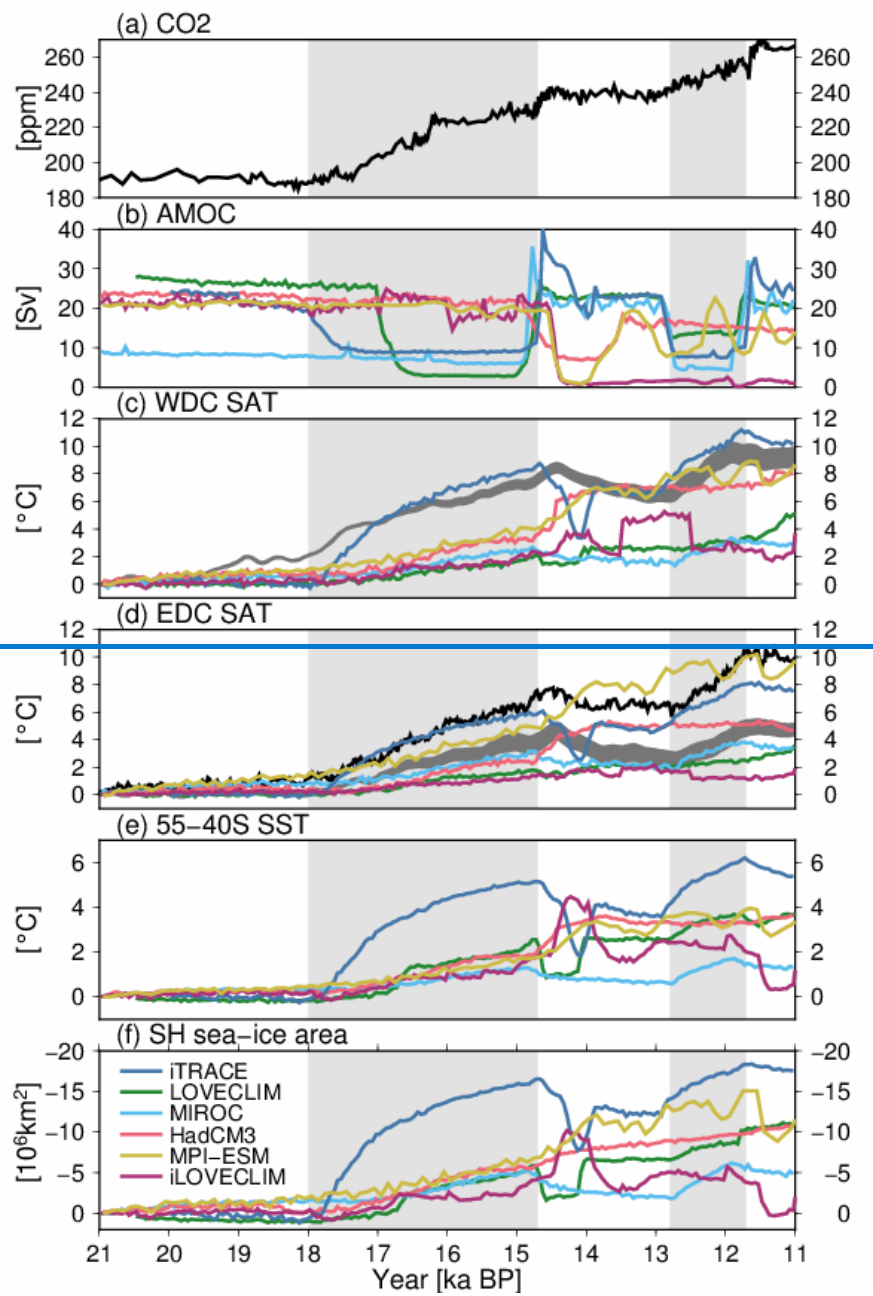 (a) CO2
260 260
240 240
220 220
200 200
180 180
[ppm]
(b) AMOC
40 40
30 30
20 20
10 10
0 0
[Sv]
(c) WDC SAT
12 12
10 10
8 8
6 6
4 4
2 2
0 0
[°C]
(d) EDC SAT
12 12
10 10
8 8
6 6
4 4
2 2
0 0
[°C]
(e) 55−40S SST
6 6
4 4
2 2
0 0
[°C]
(f) SH sea−ice area
−20 −20
−15 −15
−10 −10
−5 −5
0 0
[10⁶km²]
iTRACE
LOVECLIM
MIROC
HadCM3
MPI−ESM
iLOVECLIM
21 20 19 18 17 16 15 14 13 12 11
Year [ka BP]